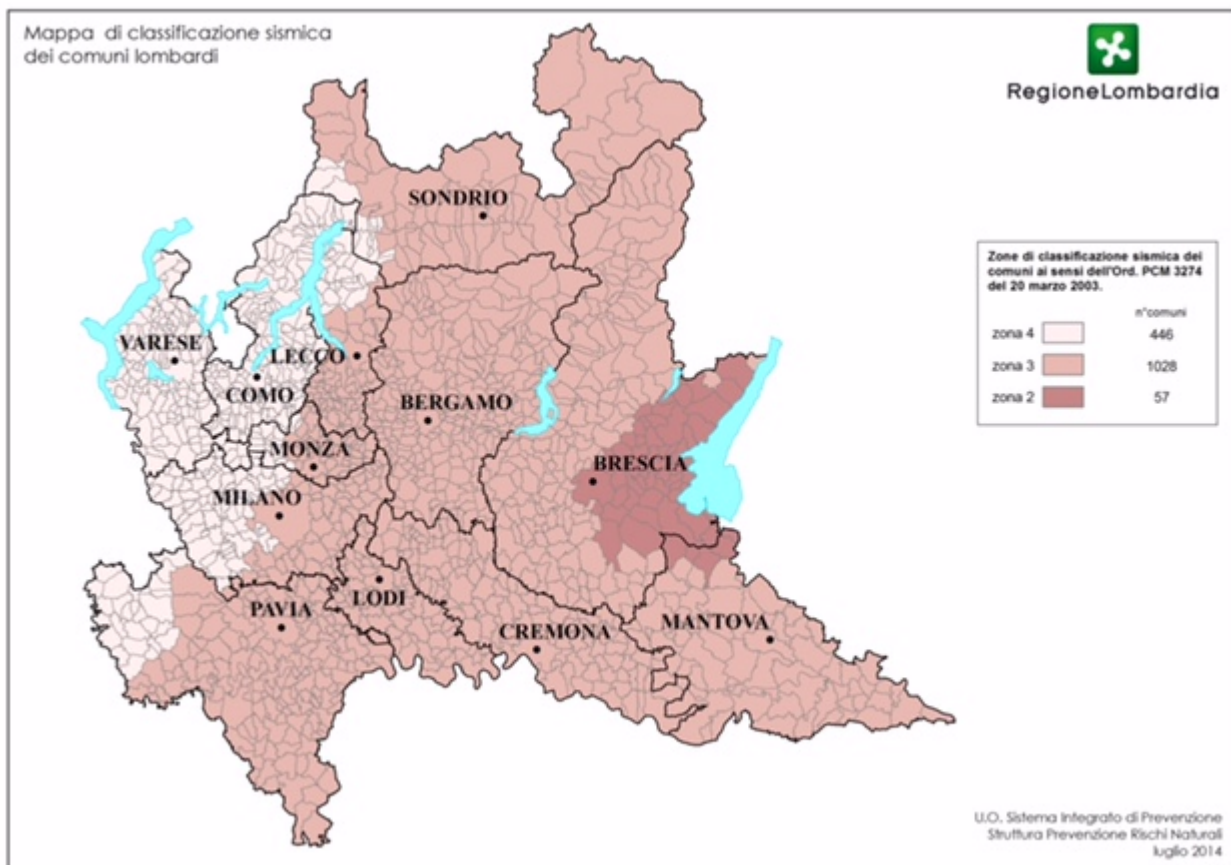 Mappa di classificazione sismica
dei comuni lombardi
RegioneLombardia
SONDRIO
VARESE
LECCO
COMO
BERGAMO
MONZA
BRESCIA
MILANO
PAVIA
LODI
CREMONA
MANTOVA
Zone di classificazione sismica dei
comuni ai sensi dell'Ord. PCM 3274
del 20 marzo 2003.
n°comuni
zona 4 446
zona 3 1028
zona 2 57
U.O. Sistema Integrato di Prevenzione
Struttura Prevenzione Rischi Naturali
luglio 2014